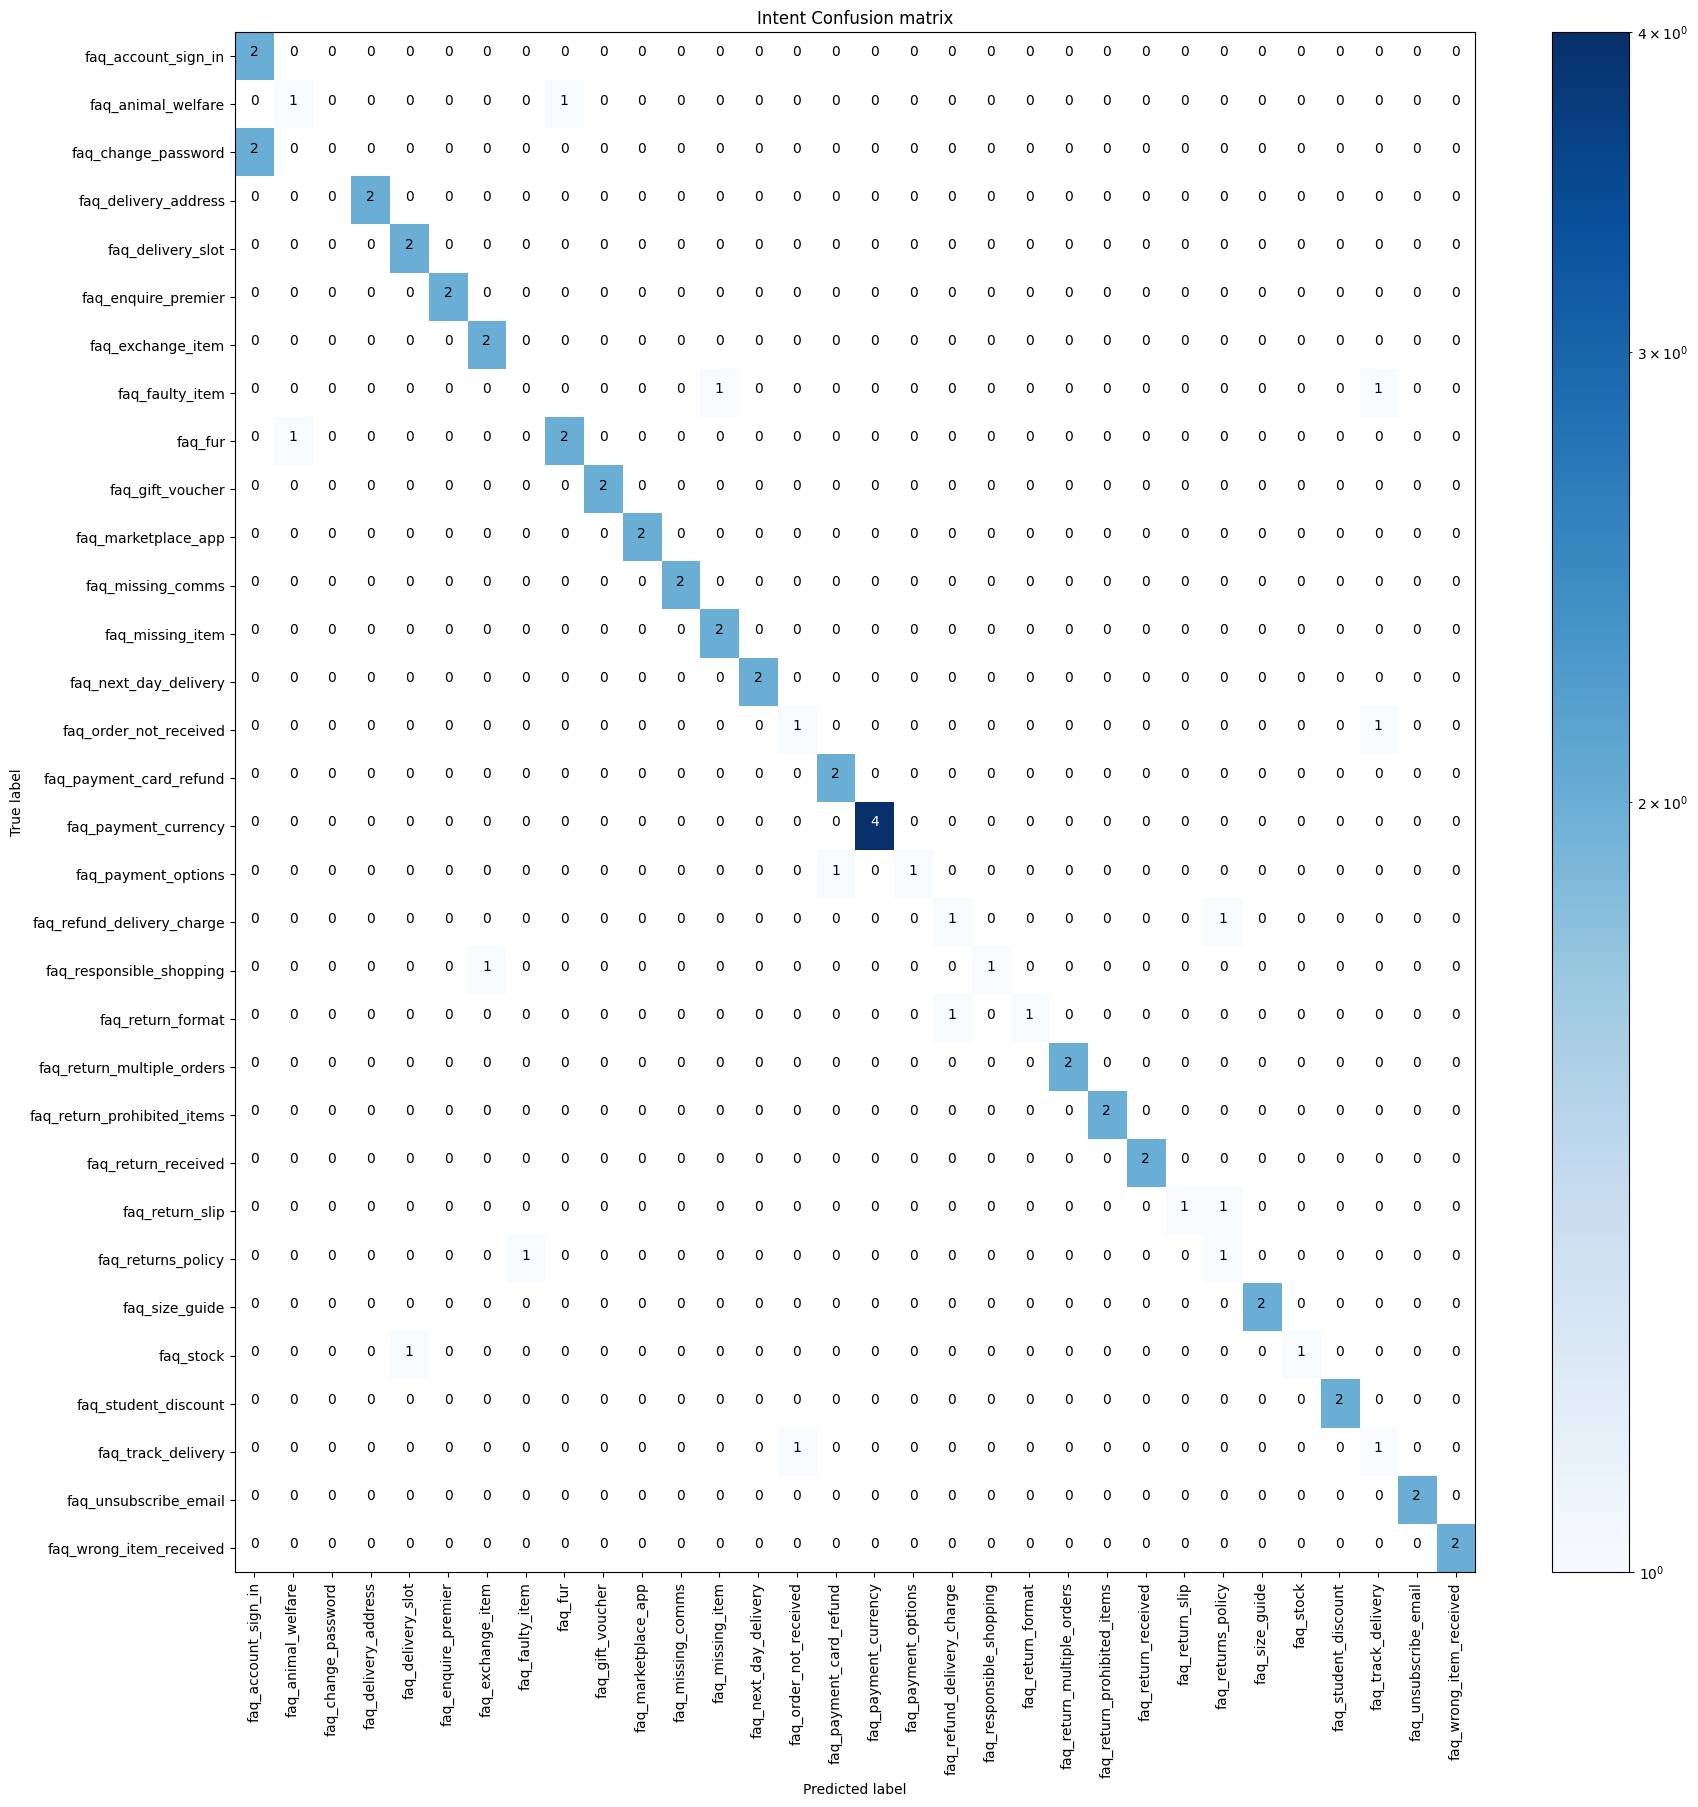 Intent Confusion matrix
faq_account_sign_in 2 0 0 0 0 0 0 0 0 0 0 0 0 0 0 0 0 0 0 0 0 0 0 0 0 0 0 0 0 0 0 0
faq_animal_welfare 0 1 0 0 0 0 0 0 1 0 0 0 0 0 0 0 0 0 0 0 0 0 0 0 0 0 0 0 0 0 0 0
faq_change_password 2 0 0 0 0 0 0 0 0 0 0 0 0 0 0 0 0 0 0 0 0 0 0 0 0 0 0 0 0 0 0 0
faq_delivery_address 0 0 0 2 0 0 0 0 0 0 0 0 0 0 0 0 0 0 0 0 0 0 0 0 0 0 0 0 0 0 0 0
faq_delivery_slot 0 0 0 0 2 0 0 0 0 0 0 0 0 0 0 0 0 0 0 0 0 0 0 0 0 0 0 0 0 0 0 0
faq_enquire_premier 0 0 0 0 0 2 0 0 0 0 0 0 0 0 0 0 0 0 0 0 0 0 0 0 0 0 0 0 0 0 0 0
faq_exchange_item 0 0 0 0 0 0 2 0 0 0 0 0 0 0 0 0 0 0 0 0 0 0 0 0 0 0 0 0 0 0 0 0
faq_faulty_item 0 0 0 0 0 0 0 0 0 0 0 0 1 0 0 0 0 0 0 0 0 0 0 0 0 0 0 0 0 1 0 0
faq_fur 0 1 0 0 0 0 0 0 2 0 0 0 0 0 0 0 0 0 0 0 0 0 0 0 0 0 0 0 0 0 0 0
faq_gift_voucher 0 0 0 0 0 0 0 0 0 2 0 0 0 0 0 0 0 0 0 0 0 0 0 0 0 0 0 0 0 0 0 0
faq_marketplace_app 0 0 0 0 0 0 0 0 0 0 2 0 0 0 0 0 0 0 0 0 0 0 0 0 0 0 0 0 0 0 0 0
faq_missing_comms 0 0 0 0 0 0 0 0 0 0 0 2 0 0 0 0 0 0 0 0 0 0 0 0 0 0 0 0 0 0 0 0
faq_missing_item 0 0 0 0 0 0 0 0 0 0 0 0 2 0 0 0 0 0 0 0 0 0 0 0 0 0 0 0 0 0 0 0
faq_next_day_delivery 0 0 0 0 0 0 0 0 0 0 0 0 0 2 0 0 0 0 0 0 0 0 0 0 0 0 0 0 0 0 0 0
faq_order_not_received 0 0 0 0 0 0 0 0 0 0 0 0 0 0 1 0 0 0 0 0 0 0 0 0 0 0 0 0 0 1 0 0
faq_payment_card_refund 0 0 0 0 0 0 0 0 0 0 0 0 0 0 0 2 0 0 0 0 0 0 0 0 0 0 0 0 0 0 0 0
faq_payment_currency 0 0 0 0 0 0 0 0 0 0 0 0 0 0 0 0 4 0 0 0 0 0 0 0 0 0 0 0 0 0 0 0
faq_payment_options 0 0 0 0 0 0 0 0 0 0 0 0 0 0 0 1 0 1 0 0 0 0 0 0 0 0 0 0 0 0 0 0
faq_refund_delivery_charge 0 0 0 0 0 0 0 0 0 0 0 0 0 0 0 0 0 0 1 0 0 0 0 0 0 1 0 0 0 0 0 0
faq_responsible_shopping 0 0 0 0 0 0 1 0 0 0 0 0 0 0 0 0 0 0 0 1 0 0 0 0 0 0 0 0 0 0 0 0
faq_return_format 0 0 0 0 0 0 0 0 0 0 0 0 0 0 0 0 0 0 1 0 1 0 0 0 0 0 0 0 0 0 0 0
faq_return_multiple_orders 0 0 0 0 0 0 0 0 0 0 0 0 0 0 0 0 0 0 0 0 0 2 0 0 0 0 0 0 0 0 0 0
faq_return_prohibited_items 0 0 0 0 0 0 0 0 0 0 0 0 0 0 0 0 0 0 0 0 0 0 2 0 0 0 0 0 0 0 0 0
faq_return_received 0 0 0 0 0 0 0 0 0 0 0 0 0 0 0 0 0 0 0 0 0 0 0 2 0 0 0 0 0 0 0 0
faq_return_slip 0 0 0 0 0 0 0 0 0 0 0 0 0 0 0 0 0 0 0 0 0 0 0 0 1 1 0 0 0 0 0 0
faq_returns_policy 0 0 0 0 0 0 0 1 0 0 0 0 0 0 0 0 0 0 0 0 0 0 0 0 0 1 0 0 0 0 0 0
faq_size_guide 0 0 0 0 0 0 0 0 0 0 0 0 0 0 0 0 0 0 0 0 0 0 0 0 0 0 2 0 0 0 0 0
faq_stock 0 0 0 0 1 0 0 0 0 0 0 0 0 0 0 0 0 0 0 0 0 0 0 0 0 0 0 1 0 0 0 0
faq_student_discount 0 0 0 0 0 0 0 0 0 0 0 0 0 0 0 0 0 0 0 0 0 0 0 0 0 0 0 0 2 0 0 0
faq_track_delivery 0 0 0 0 0 0 0 0 0 0 0 0 0 0 1 0 0 0 0 0 0 0 0 0 0 0 0 0 0 1 0 0
faq_unsubscribe_email 0 0 0 0 0 0 0 0 0 0 0 0 0 0 0 0 0 0 0 0 0 0 0 0 0 0 0 0 0 0 2 0
faq_wrong_item_received 0 0 0 0 0 0 0 0 0 0 0 0 0 0 0 0 0 0 0 0 0 0 0 0 0 0 0 0 0 0 0 2
True label
faq_account_sign_in
faq_animal_welfare
faq_change_password
faq_delivery_address
faq_delivery_slot
faq_enquire_premier
faq_exchange_item
faq_faulty_item
faq_fur
faq_gift_voucher
faq_marketplace_app
faq_missing_comms
faq_missing_item
faq_next_day_delivery
faq_order_not_received
faq_payment_card_refund
faq_payment_currency
faq_payment_options
faq_refund_delivery_charge
faq_responsible_shopping
faq_return_format
faq_return_multiple_orders
faq_return_prohibited_items
faq_return_received
faq_return_slip
faq_returns_policy
faq_size_guide
faq_stock
faq_student_discount
faq_track_delivery
faq_unsubscribe_email
faq_wrong_item_received
Predicted label
4 × 10⁰
3 × 10⁰
2 × 10⁰
10⁰